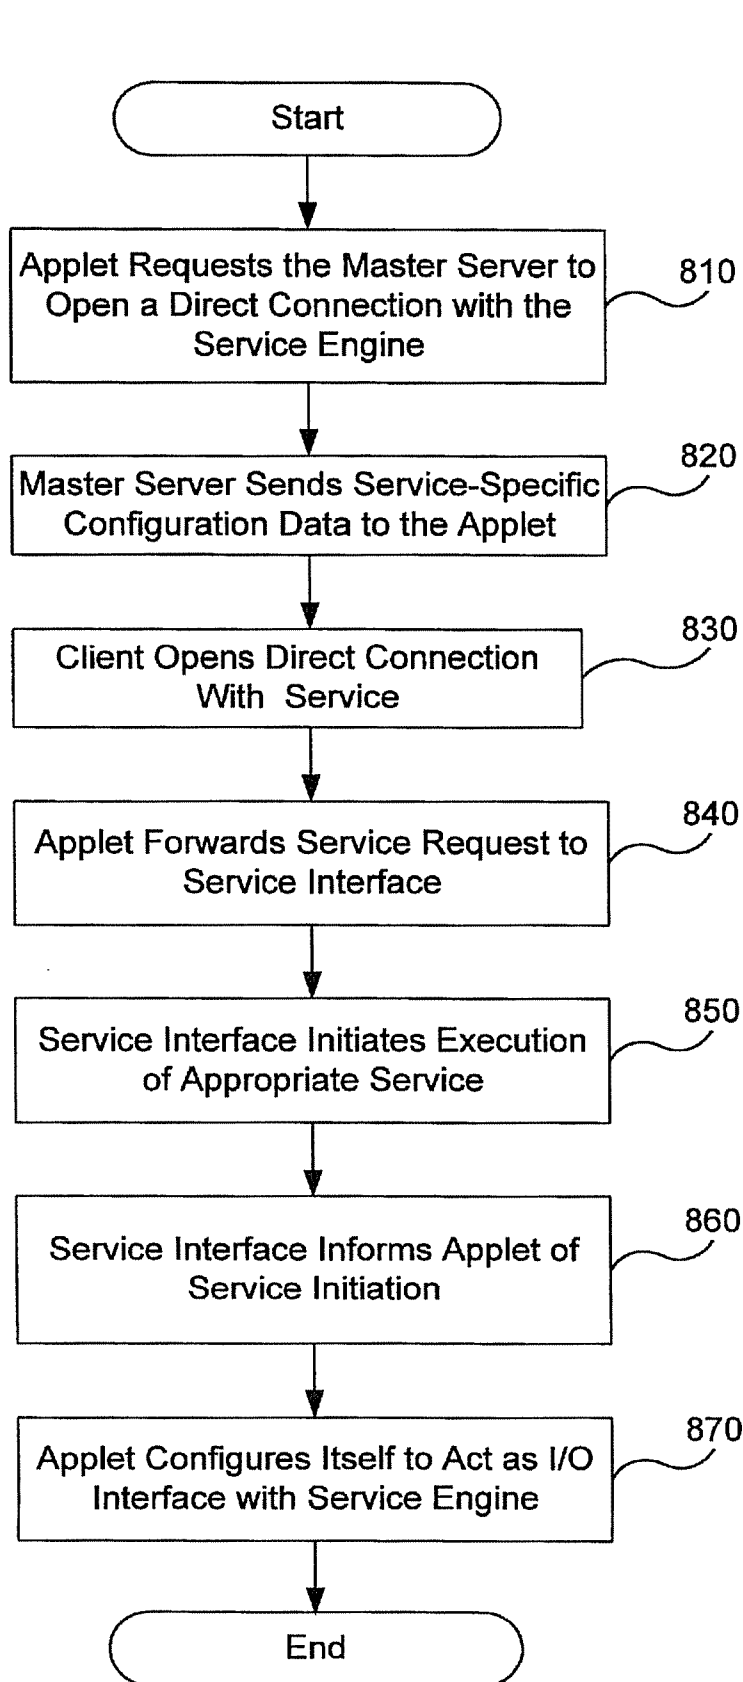 Start
Applet Requests the Master Server to
Open a Direct Connection with the
Service Engine
810
Master Server Sends Service-Specific
Configuration Data to the Applet
820
Client Opens Direct Connection
With Service
830
Applet Forwards Service Request to
Service Interface
840
Service Interface Initiates Execution
of Appropriate Service
850
Service Interface Informs Applet of
Service Initiation
860
Applet Configures Itself to Act as I/O
Interface with Service Engine
870
End